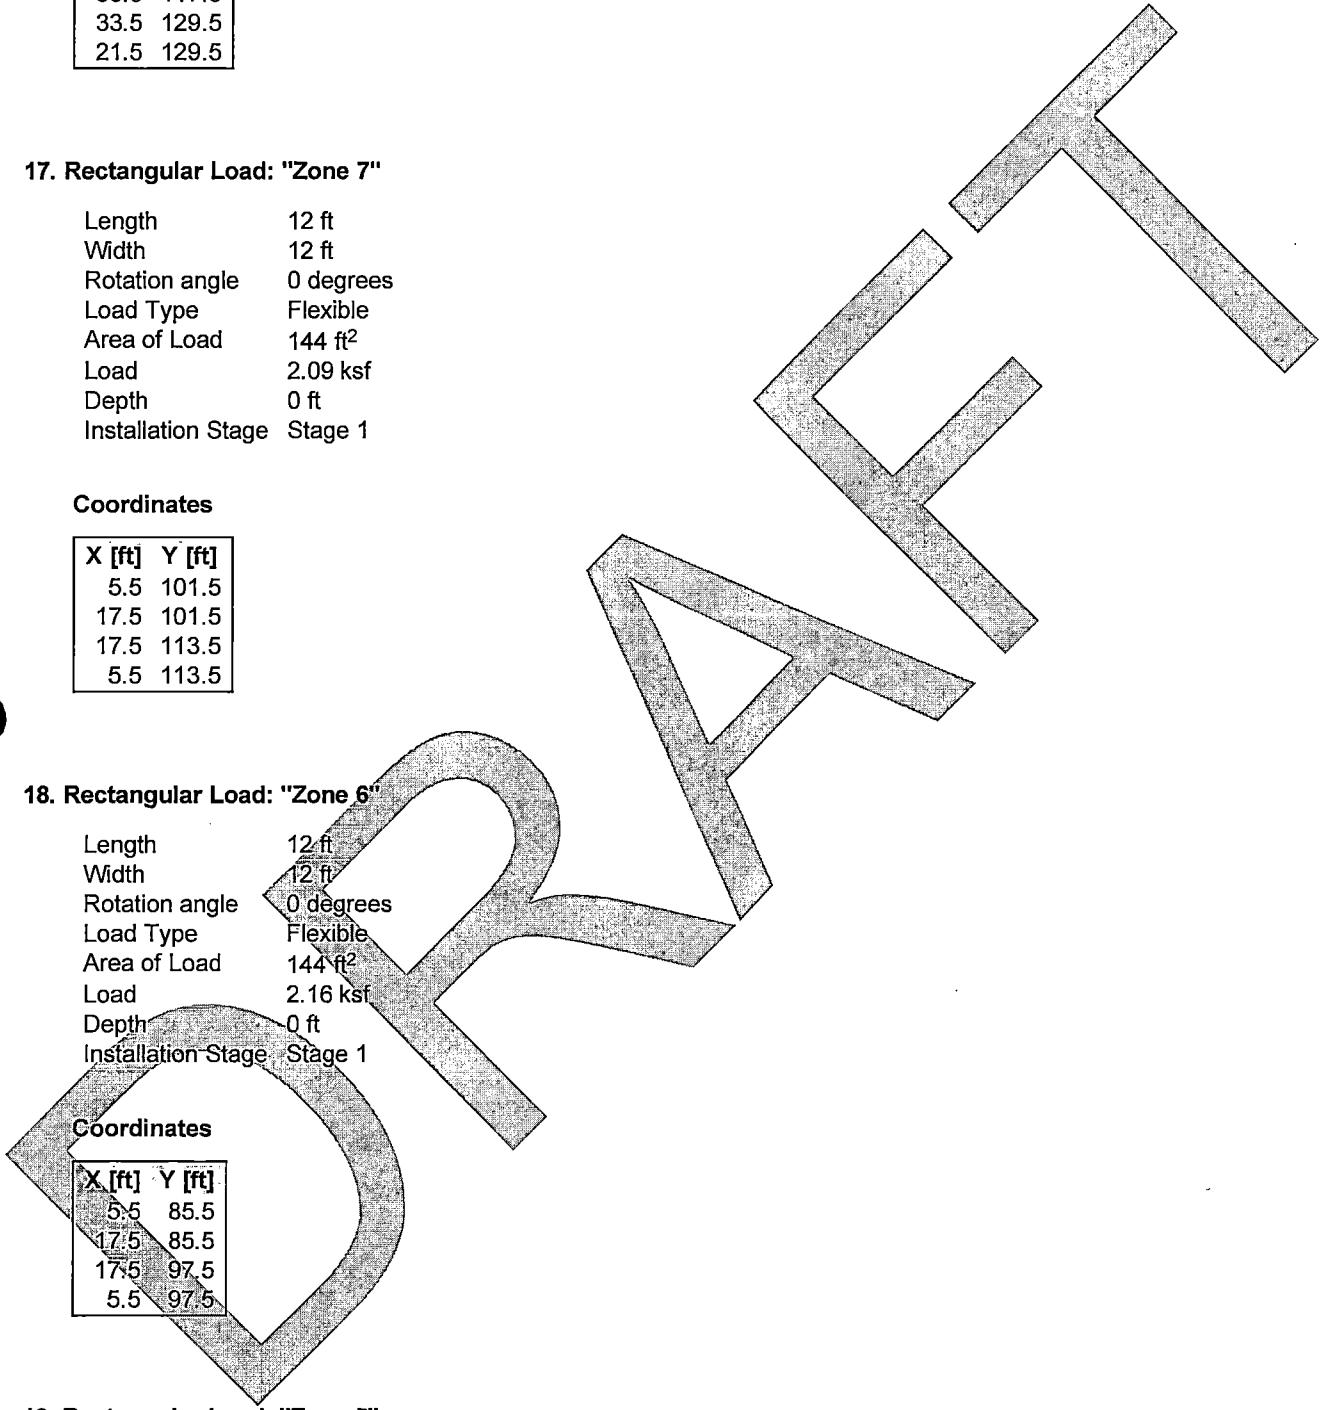 33.5 129.5
21.5 129.5
17. Rectangular Load: "Zone 7"
Length 12 ft
Width 12 ft
Rotation angle 0 degrees
Load Type Flexible
Area of Load 144 ft²
Load 2.09 ksf
Depth 0 ft
Installation Stage Stage 1
Coordinates
X [ft] Y [ft]
5.5 101.5
17.5 101.5
17.5 113.5
5.5 113.5
18. Rectangular Load: "Zone 6"
Length 12 ft
Width 12 ft
Rotation angle 0 degrees
Load Type Flexible
Area of Load 144 ft²
Load 2.16 ksf
Depth 0 ft
Installation Stage Stage 1
Coordinates
X [ft] Y [ft]
5.5 85.5
17.5 85.5
17.5 97.5
5.5 97.5
DRAFT